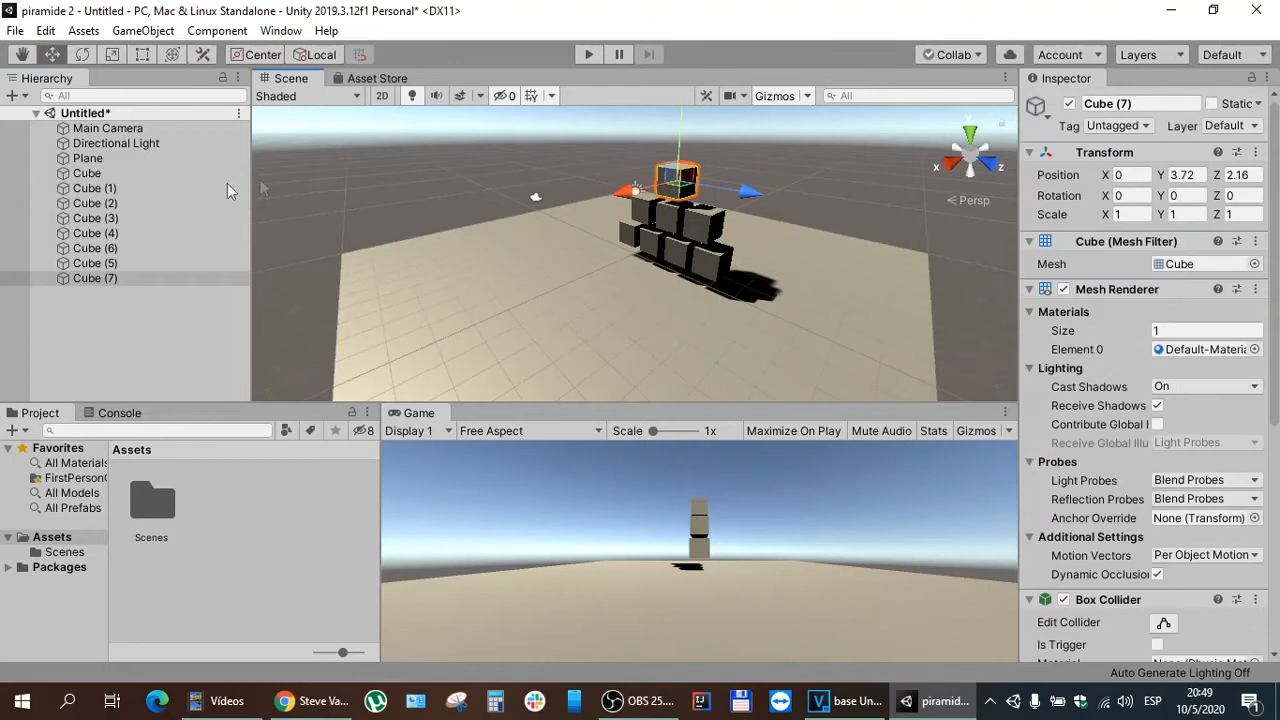 piramide 2 - Untitled - PC, Mac & Linux Standalone - Unity 2019.3.12f1 Personal* <DX11>
File Edit Assets GameObject Component Window Help
Center Local Collab Account Layers Default
Hierarchy
All
Untitled*
Main Camera
Directional Light
Plane
Cube
Cube (1)
Cube (2)
Cube (3)
Cube (4)
Cube (6)
Cube (5)
Cube (7)
Scene Asset Store
Shaded 2D 0 Gizmos All
y
x z
Persp
Inspector
Cube (7) Static
Tag Untagged Layer Default
Transform
Position X 0 Y 3.72 Z 2.16
Rotation X 0 Y 0 Z 0
Scale X 1 Y 1 Z 1
Cube (Mesh Filter)
Mesh Cube
Mesh Renderer
Materials
Size 1
Element 0 Default-Materia
Lighting
Cast Shadows On
Receive Shadows
Contribute Global I
Receive Global Illu Light Probes
Probes
Light Probes Blend Probes
Reflection Probes Blend Probes
Anchor Override None (Transform)
Additional Settings
Motion Vectors Per Object Motion
Dynamic Occlusion
Box Collider
Edit Collider
Is Trigger
Project Console
8
Favorites
All Materials
FirstPersonC
All Models
All Prefabs
Assets
Scenes
Packages
Assets
Scenes
Game
Display 1 Free Aspect Scale 1x Maximize On Play Mute Audio Stats Gizmos
Auto Generate Lighting Off
Vídeos Steve Va... OBS 25.... base Un... piramid... ESP 20:49
10/5/2020 1